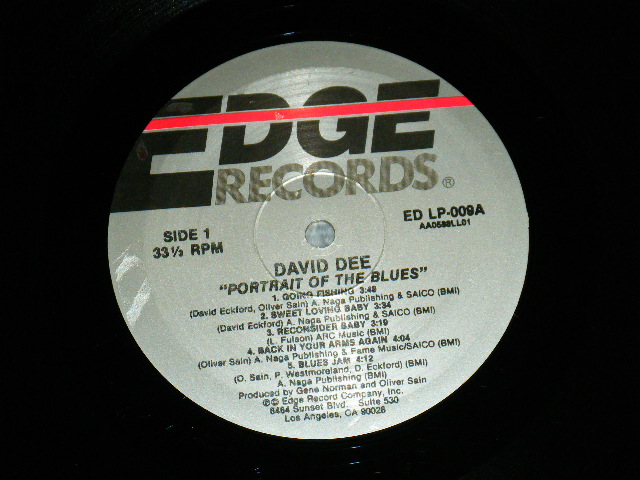 EDGE
RECORDS®
SIDE 1
33⅓ RPM
ED LP-009A
AA0588LL01
DAVID DEE
"PORTRAIT OF THE BLUES"
1. GOING FISHING 3:48
(David Eckford, Oliver Sain) A. Naga Publishing & SAICO (BMI)
2. SWEET LOVING BABY 3:34
(David Eckford) A. Naga Publishing & SAICO (BMI)
3. RECONSIDER BABY 3:19
(L. Fulson) ARC Music (BMI)
4. BACK IN YOUR ARMS AGAIN 4:04
(Oliver Sain) A. Naga Publishing & Fame Music/SAICO (BMI)
5. BLUES JAM 4:12
(O. Sain, P. Westmoreland, D. Eckford) (BMI)
A. Naga Publishing (BMI)
Produced by Gene Norman and Oliver Sain
℗© Edge Record Company, Inc.
6464 Sunset Blvd. Suite 530
Los Angeles, CA 90028